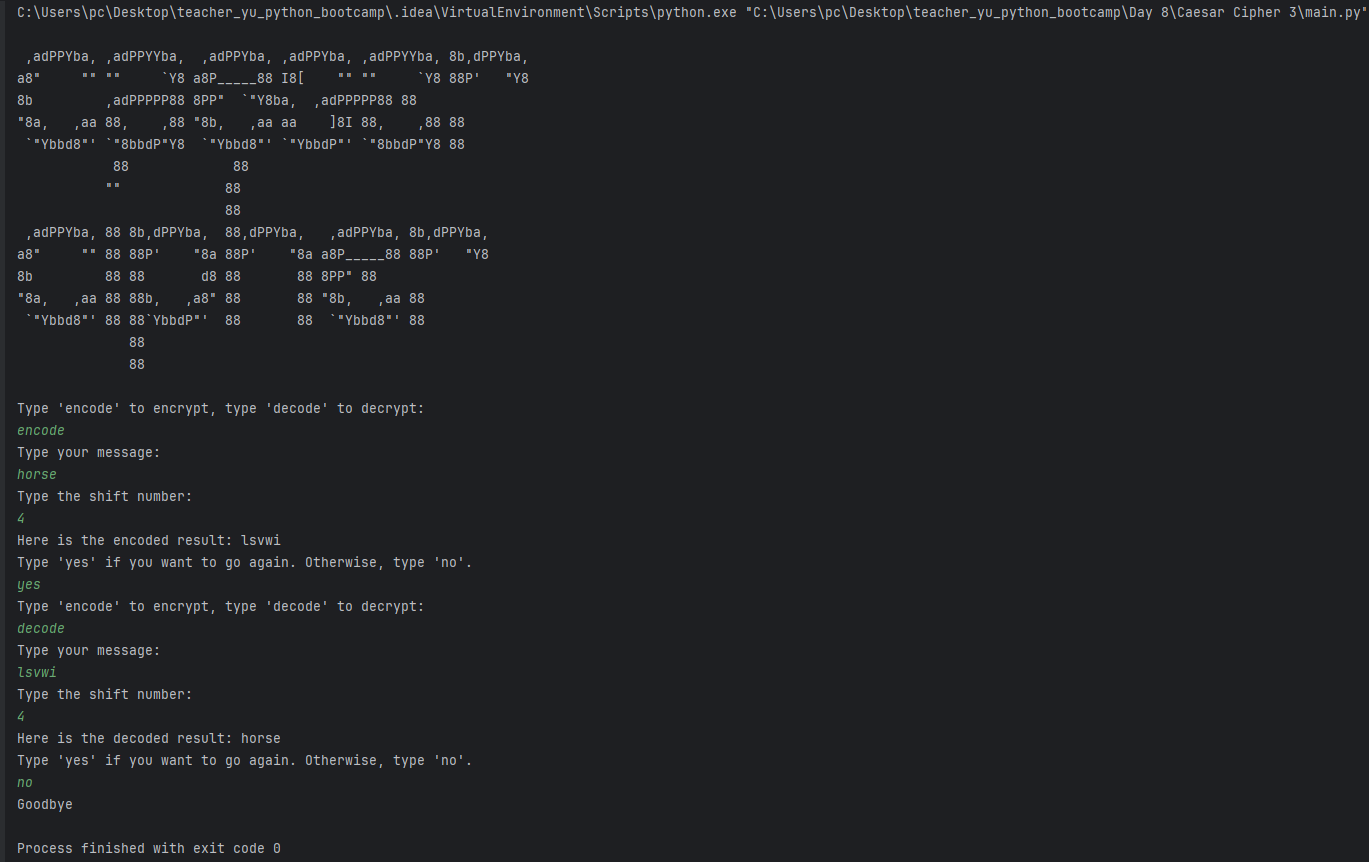 C:\Users\pc\Desktop\teacher_yu_python_bootcamp\.idea\VirtualEnvironment\Scripts\python.exe "C:\Users\pc\Desktop\teacher_yu_python_bootcamp\Day 8\Caesar Cipher 3\main.py"
 ,adPPYba, ,adPPYYba,  ,adPPYba, ,adPPYba, ,adPPYYba, 8b,dPPYba,
a8"     "" ""     `Y8 a8P_____88 I8[    "" ""     `Y8 88P'   "Y8
8b         ,adPPPPP88 8PP"  `"Y8ba,  ,adPPPPP88 88
"8a,   ,aa 88,    ,88 "8b,   ,aa aa    ]8I 88,    ,88 88
 `"Ybbd8"' `"8bbdP"Y8  `"Ybbd8"' `"YbbdP"' `"8bbdP"Y8 88
            88             88
           ""             88
                          88
 ,adPPYba, 88 8b,dPPYba,  88,dPPYba,   ,adPPYba, 8b,dPPYba,
a8"     "" 88 88P'    "8a 88P'    "8a a8P_____88 88P'   "Y8
8b         88 88       d8 88       88 8PP" 88
"8a,   ,aa 88 88b,   ,a8" 88       88 "8b,   ,aa 88
 `"Ybbd8"' 88 88`YbbdP"'  88       88  `"Ybbd8"' 88
              88
              88
Type 'encode' to encrypt, type 'decode' to decrypt:
encode
Type your message:
horse
Type the shift number:
4
Here is the encoded result: lsvwi
Type 'yes' if you want to go again. Otherwise, type 'no'.
yes
Type 'encode' to encrypt, type 'decode' to decrypt:
decode
Type your message:
lsvwi
Type the shift number:
4
Here is the decoded result: horse
Type 'yes' if you want to go again. Otherwise, type 'no'.
no
Goodbye
Process finished with exit code 0